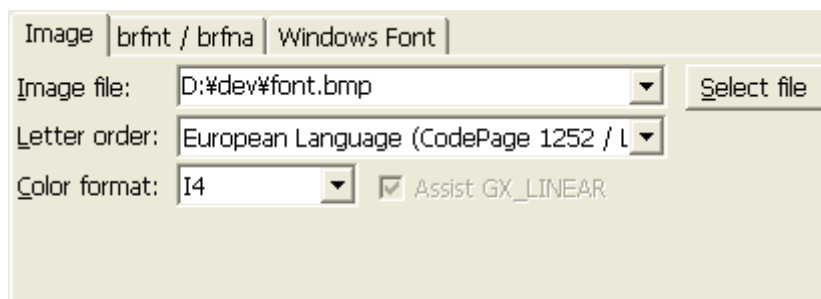 Image brfnt / brfna Windows Font
Image file: D:¥dev¥font.bmp Select file
Letter order: European Language (CodePage 1252 / L
Color format: I4 Assist GX_LINEAR